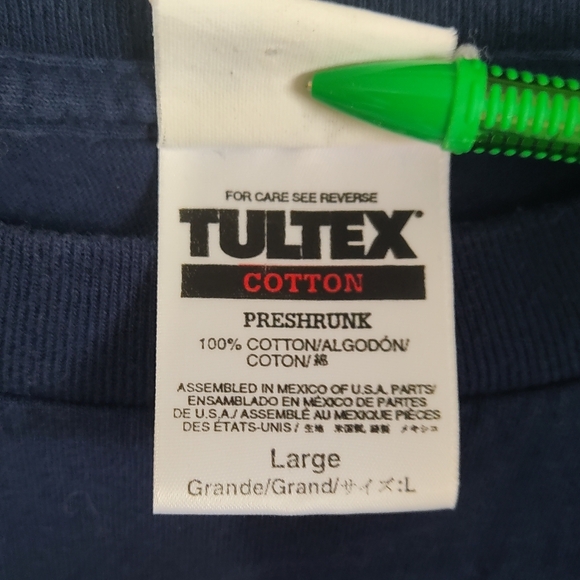 FOR CARE SEE REVERSE
TULTEX®
COTTON
PRESHRUNK
100% COTTON/ALGODÓN/
COTON/綿
ASSEMBLED IN MEXICO OF U.S.A. PARTS/
ENSAMBLADO EN MÉXICO DE PARTES
DE U.S.A./ ASSEMBLÉ AU MEXIQUE PIÈCES
DES ÉTATS-UNIS/ 生地 米国製, 縫製 メキシコ
Large
Grande/Grand/サイズ:L